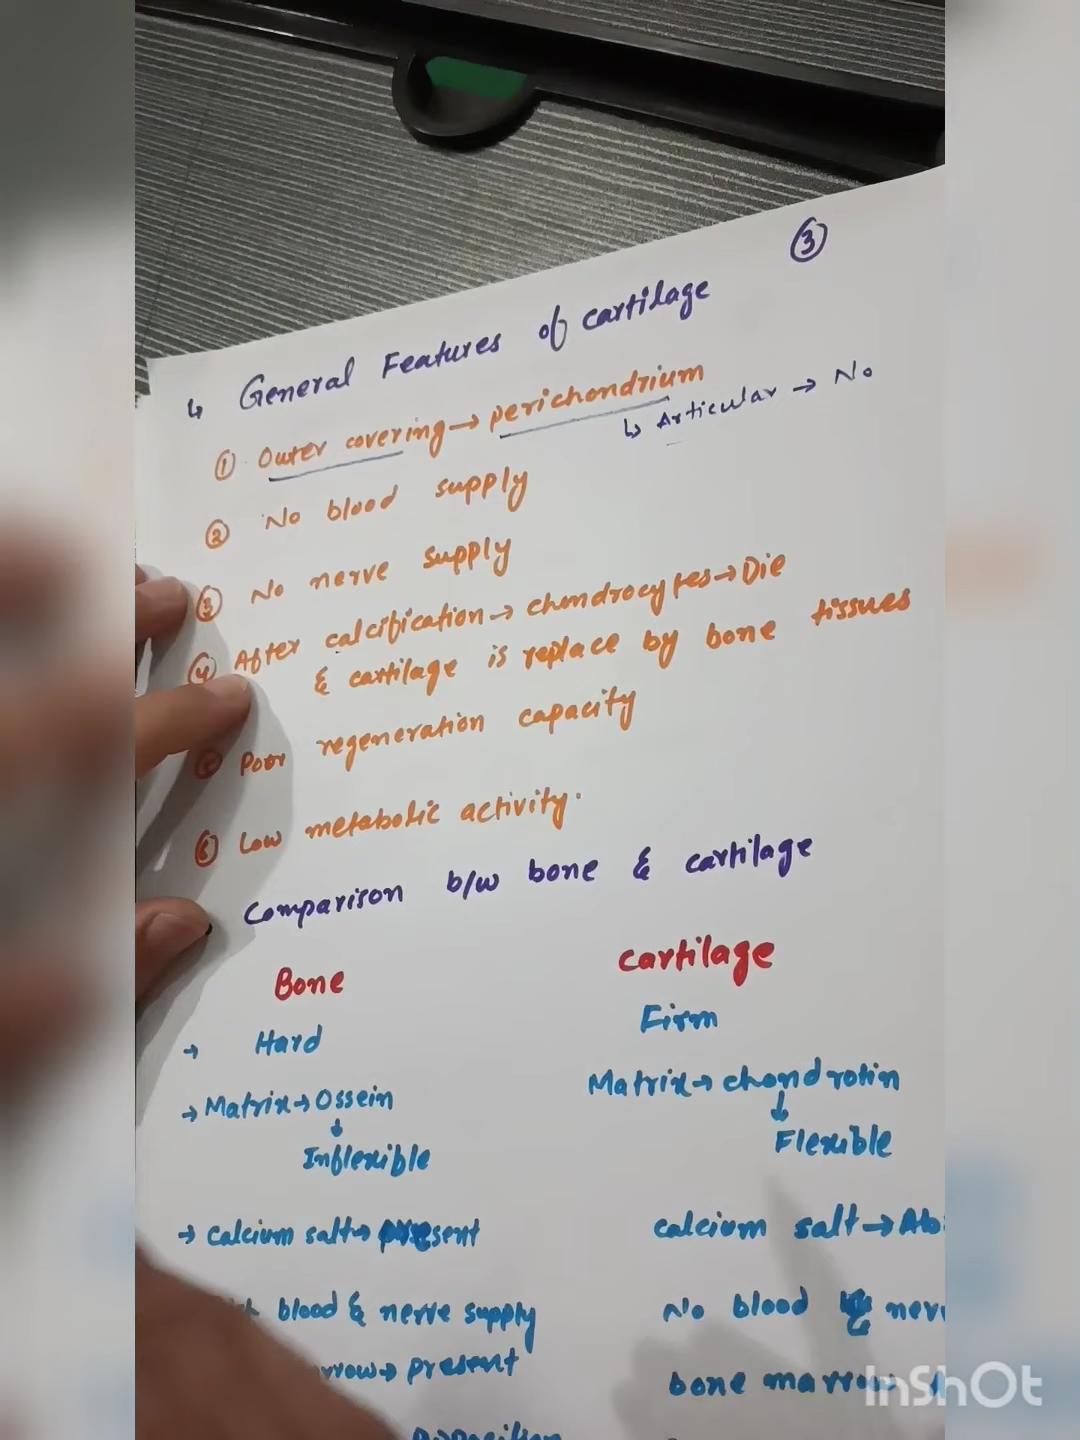 ③
↳ General Features of cartilage
① Outer covering → perichondrium
↳ Articular → No
② No blood supply
③ No nerve supply
④ After calcification → chondrocytes → Die
& cartilage is replace by bone tissues
⑤ Poor regeneration capacity
⑥ Low metabolic activity.
Comparison b/w bone & cartilage
Bone
cartilage
→ Hard
Firm
→ Matrix → Ossein
Matrix → chondrotin
↓
↓
Inflexible
Flexible
→ Calcium salt → present
calcium salt →
blood & nerve supply
No blood &
→ present
bone
InShOt